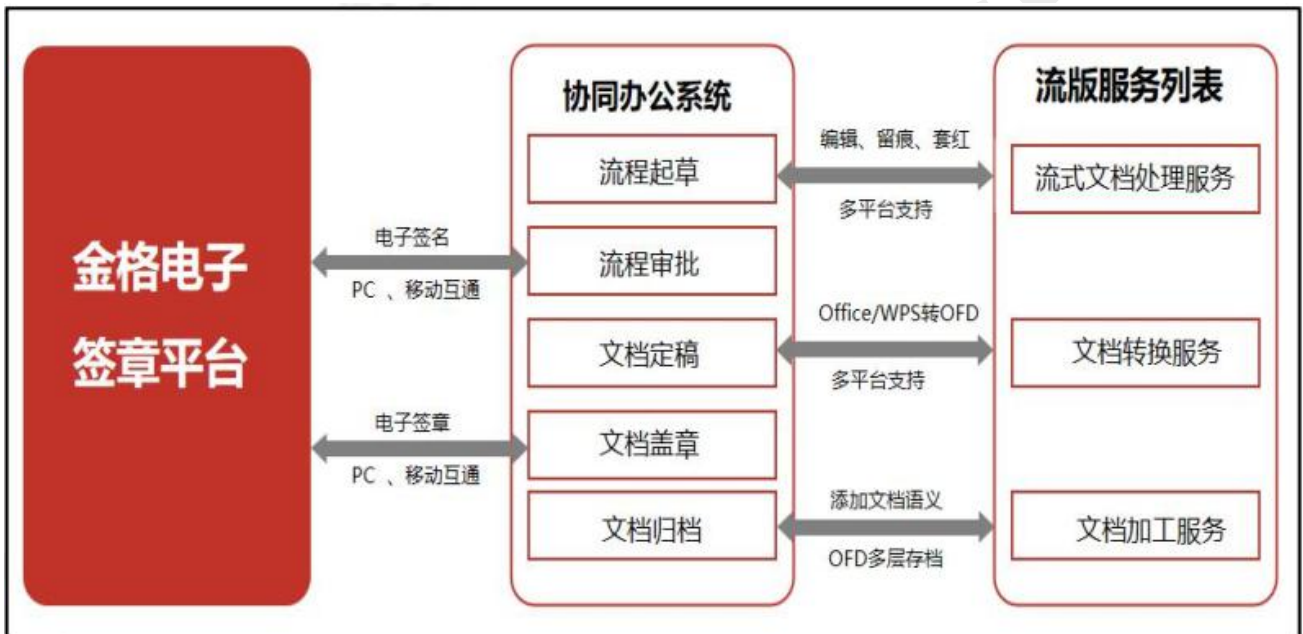 金格电子
签章平台
电子签名
PC 、移动互通
电子签章
PC 、移动互通
协同办公系统
流程起草
流程审批
文档定稿
文档盖章
文档归档
编辑、留痕、套红
多平台支持
Office/WPS转OFD
多平台支持
添加文档语义
OFD多层存档
流版服务列表
流式文档处理服务
文档转换服务
文档加工服务